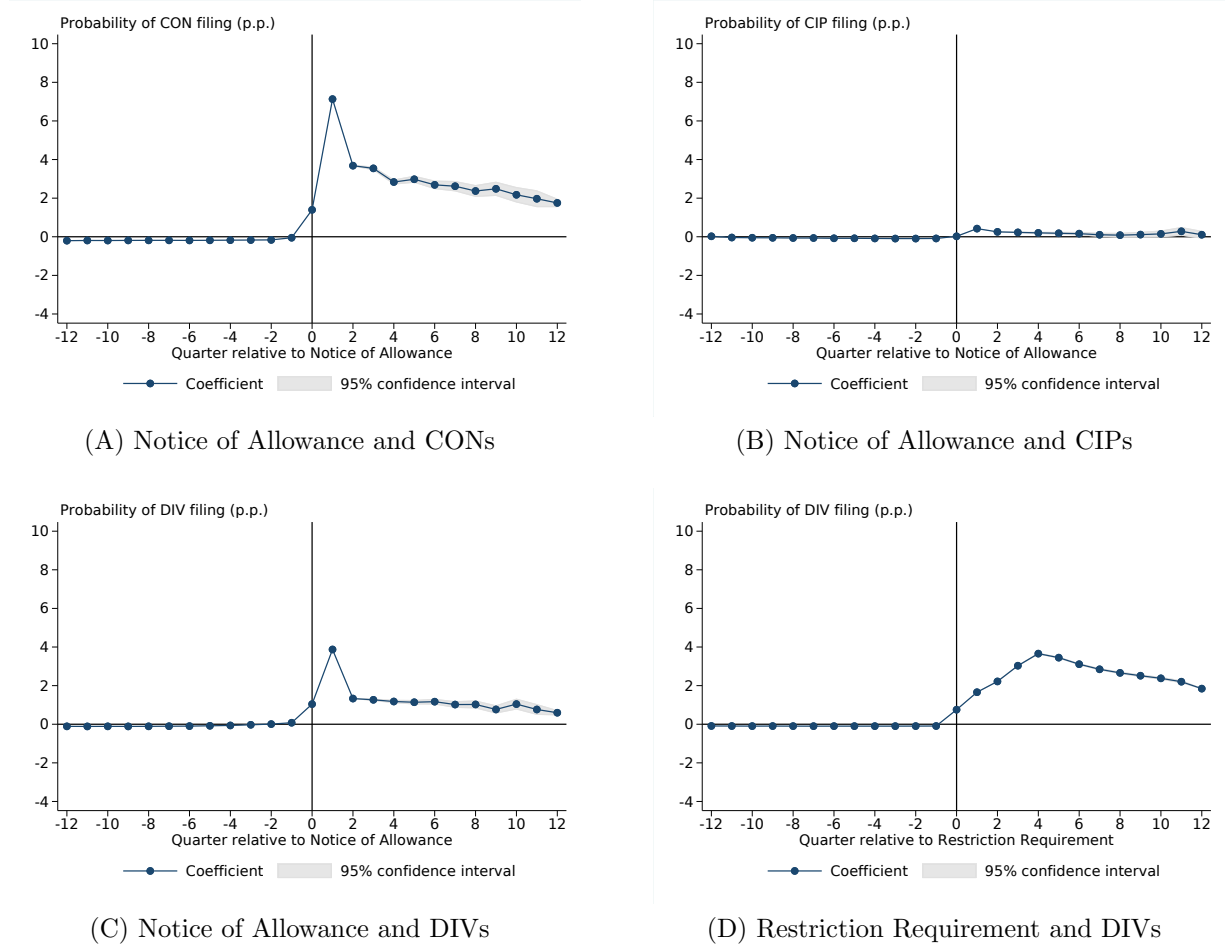 Probability of CON filing (p.p.)
10
8
6
4
2
0
-2
-4
-12 -10 -8 -6 -4 -2 0 2 4 6 8 10 12
Quarter relative to Notice of Allowance
Coefficient 95% confidence interval
(A) Notice of Allowance and CONs
Probability of CIP filing (p.p.)
10
8
6
4
2
0
-2
-4
-12 -10 -8 -6 -4 -2 0 2 4 6 8 10 12
Quarter relative to Notice of Allowance
Coefficient 95% confidence interval
(B) Notice of Allowance and CIPs
Probability of DIV filing (p.p.)
10
8
6
4
2
0
-2
-4
-12 -10 -8 -6 -4 -2 0 2 4 6 8 10 12
Quarter relative to Notice of Allowance
Coefficient 95% confidence interval
(C) Notice of Allowance and DIVs
Probability of DIV filing (p.p.)
10
8
6
4
2
0
-2
-4
-12 -10 -8 -6 -4 -2 0 2 4 6 8 10 12
Quarter relative to Restriction Requirement
Coefficient 95% confidence interval
(D) Restriction Requirement and DIVs